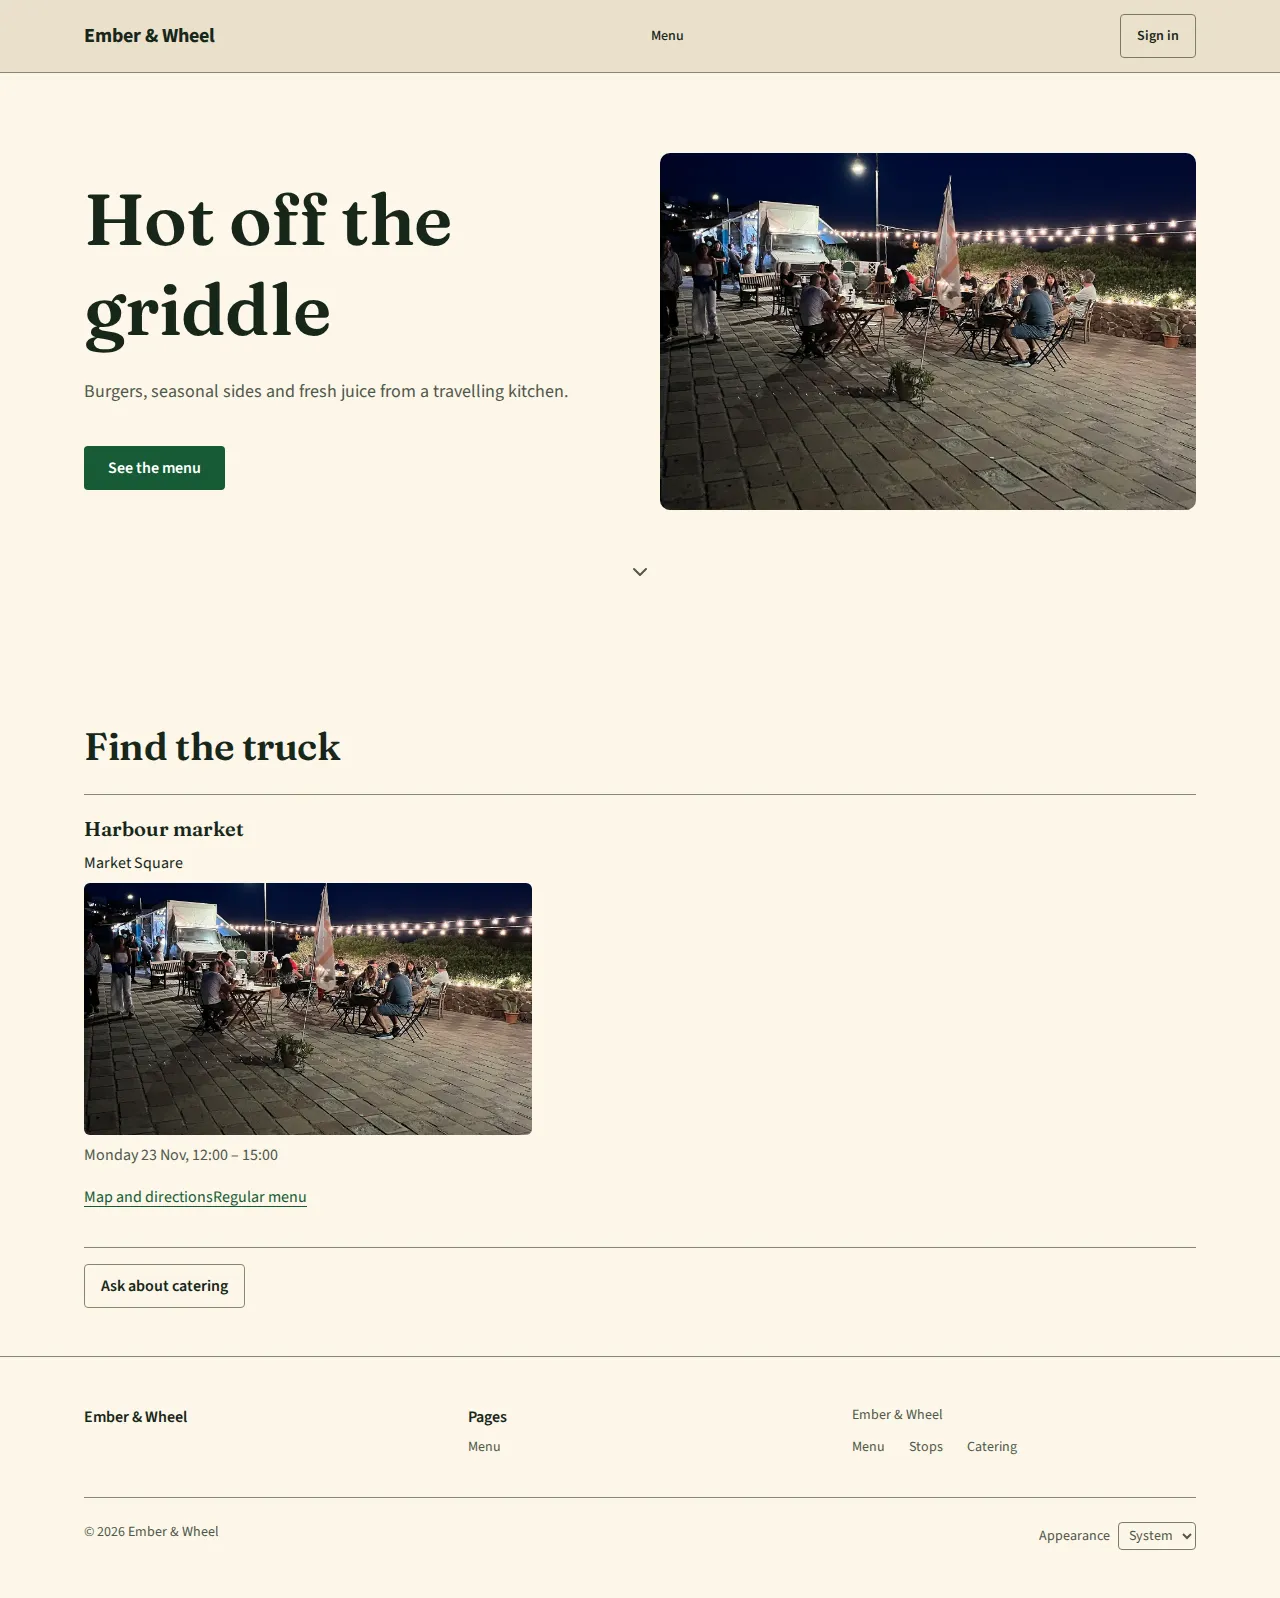 Ember & Wheel
Menu
Sign in
Hot off the
griddle
Burgers, seasonal sides and fresh juice from a travelling kitchen.
See the menu
Find the truck
Harbour market
Market Square
Monday 23 Nov, 12:00 – 15:00
Map and directionsRegular menu
Ask about catering
Ember & Wheel
Pages
Menu
Ember & Wheel
Menu Stops Catering
© 2026 Ember & Wheel
Appearance System